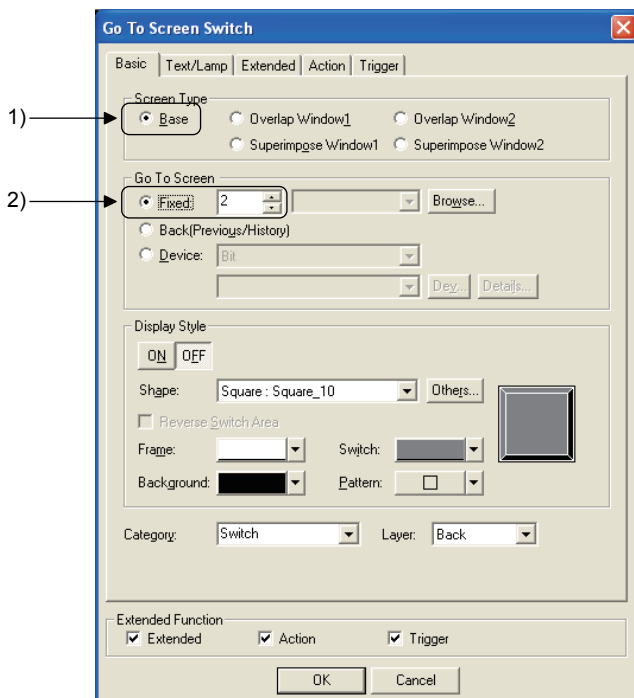 Go To Screen Switch
Basic Text/Lamp Extended Action Trigger
Screen Type
1) Base Overlap Window1 Overlap Window2
Superimpose Window1 Superimpose Window2
Go To Screen
2) Fixed: 2 Browse...
Back(Previous/History)
Device: Bit
Dev... Details...
Display Style
ON OFF
Shape: Square : Square_10 Others...
Reverse Switch Area
Frame: Switch:
Background: Pattern:
Category: Switch Layer: Back
Extended Function
Extended Action Trigger
OK Cancel